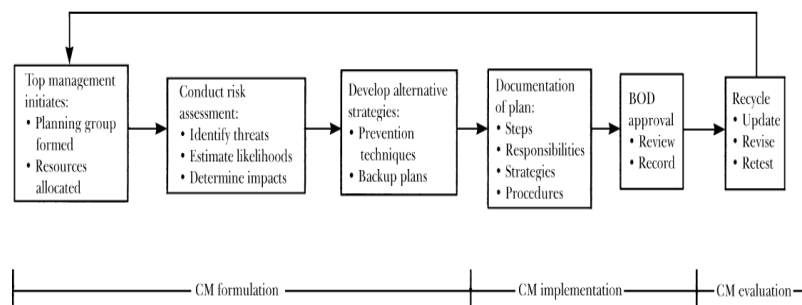 Top management
initiates:
• Planning group
formed
• Resources
allocated
Conduct risk
assessment:
• Identify threats
• Estimate likelihoods
• Determine impacts
Develop alternative
strategies:
• Prevention
techniques
• Backup plans
Documentation
of plan:
• Steps
• Responsibilities
• Strategies
• Procedures
BOD
approval
• Review
• Record
Recycle
• Update
• Revise
• Retest
CM formulation
CM implementation
CM evaluation